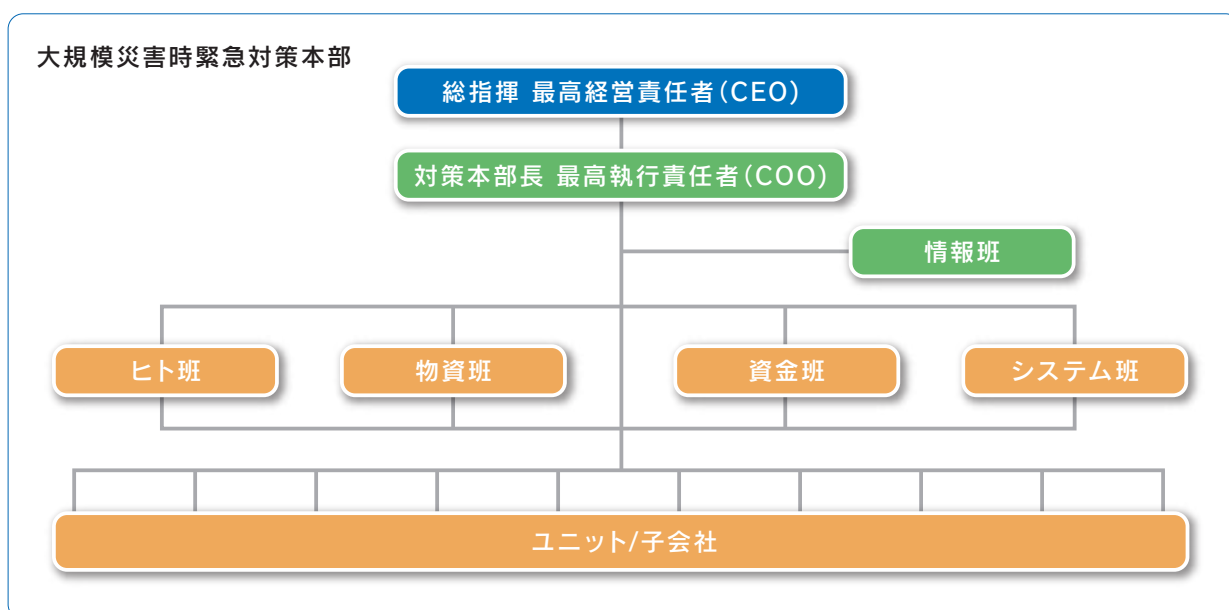 大規模災害時緊急対策本部
総指揮 最高経営責任者(CEO)
対策本部長 最高執行責任者(COO)
情報班
ヒト班
物資班
資金班
システム班
ユニット/子会社